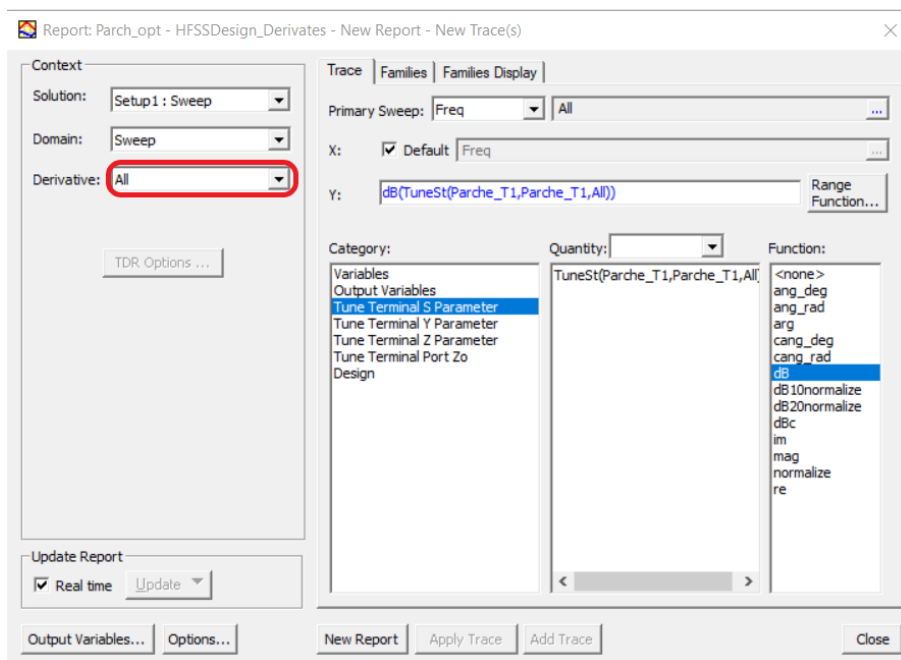 Report: Parch_opt - HFSSDesign_Derivates - New Report - New Trace(s)
Context
Solution: Setup1 : Sweep
Domain: Sweep
Derivative: All
TDR Options ...
Update Report
Real time Update
Output Variables... Options...
Trace Families Families Display
Primary Sweep: Freq All ...
X: Default Freq ...
Y: dB(TuneSt(Parche_T1,Parche_T1,All)) Range Function...
Category: Quantity: Function:
Variables
Output Variables
Tune Terminal S Parameter
Tune Terminal Y Parameter
Tune Terminal Z Parameter
Tune Terminal Port Zo
Design
TuneSt(Parche_T1,Parche_T1,All)
<none>
ang_deg
ang_rad
arg
cang_deg
cang_rad
dB
dB10normalize
dB20normalize
dBc
im
mag
normalize
re
New Report Apply Trace Add Trace Close